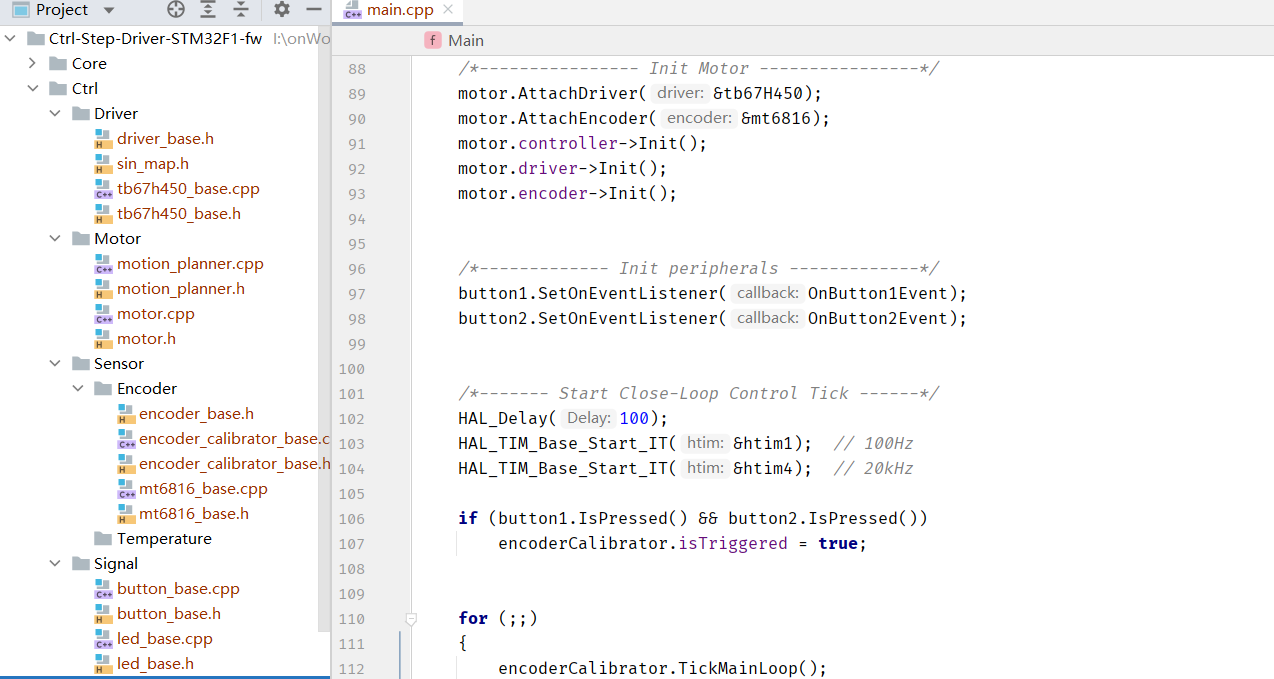 Project
Ctrl-Step-Driver-STM32F1-fw I:\onWo
Core
Ctrl
Driver
driver_base.h
sin_map.h
tb67h450_base.cpp
tb67h450_base.h
Motor
motion_planner.cpp
motion_planner.h
motor.cpp
motor.h
Sensor
Encoder
encoder_base.h
encoder_calibrator_base.c
encoder_calibrator_base.h
mt6816_base.cpp
mt6816_base.h
Temperature
Signal
button_base.cpp
button_base.h
led_base.cpp
led_base.h
main.cpp
f Main
88 /*---------------- Init Motor ----------------*/
89 motor.AttachDriver( driver: &tb67H450);
90 motor.AttachEncoder( encoder: &mt6816);
91 motor.controller->Init();
92 motor.driver->Init();
93 motor.encoder->Init();
94
95
96 /*------------- Init peripherals -------------*/
97 button1.SetOnEventListener( callback: OnButton1Event);
98 button2.SetOnEventListener( callback: OnButton2Event);
99
100
101 /*------- Start Close-Loop Control Tick ------*/
102 HAL_Delay( Delay: 100);
103 HAL_TIM_Base_Start_IT( htim: &htim1); // 100Hz
104 HAL_TIM_Base_Start_IT( htim: &htim4); // 20kHz
105
106 if (button1.IsPressed() && button2.IsPressed())
107 encoderCalibrator.isTriggered = true;
108
109
110 for (;;)
111 {
112 encoderCalibrator.TickMainLoop();